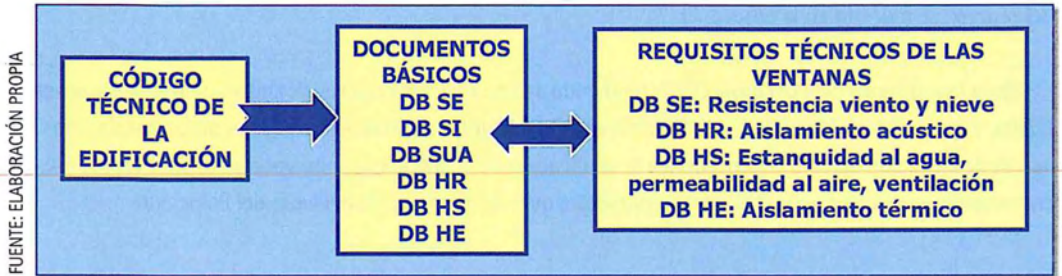 FUENTE: ELABORACIÓN PROPIA
CÓDIGO
TÉCNICO DE
LA
EDIFICACIÓN
DOCUMENTOS
BÁSICOS
DB SE
DB SI
DB SUA
DB HR
DB HS
DB HE
REQUISITOS TÉCNICOS DE LAS
VENTANAS
DB SE: Resistencia viento y nieve
DB HR: Aislamiento acústico
DB HS: Estanquidad al agua,
permeabilidad al aire, ventilación
DB HE: Aislamiento térmico